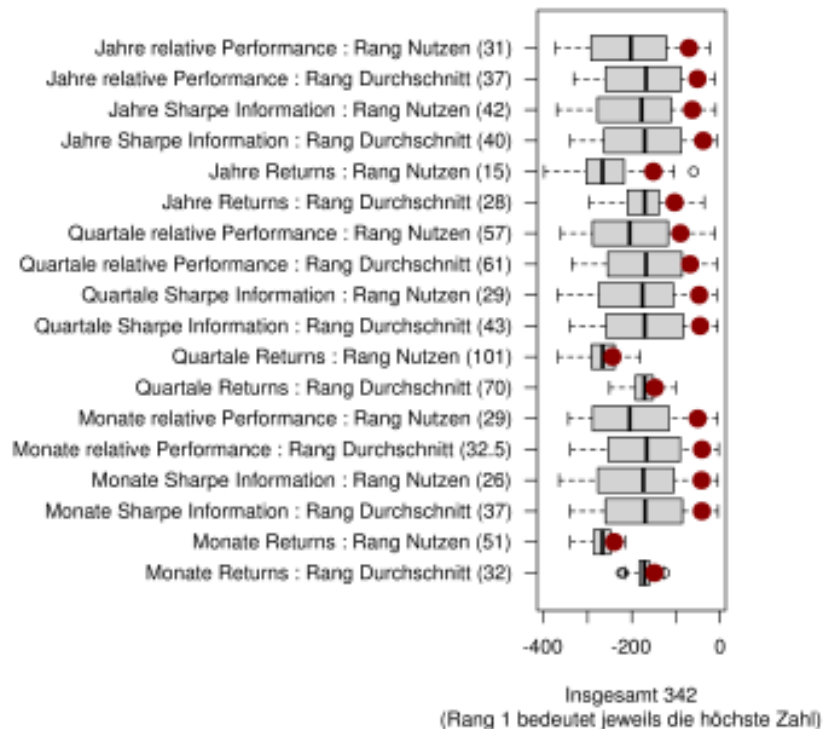 Jahre relative Performance : Rang Nutzen (31)
Jahre relative Performance : Rang Durchschnitt (37)
Jahre Sharpe Information : Rang Nutzen (42)
Jahre Sharpe Information : Rang Durchschnitt (40)
Jahre Returns : Rang Nutzen (15)
Jahre Returns : Rang Durchschnitt (28)
Quartale relative Performance : Rang Nutzen (57)
Quartale relative Performance : Rang Durchschnitt (61)
Quartale Sharpe Information : Rang Nutzen (29)
Quartale Sharpe Information : Rang Durchschnitt (43)
Quartale Returns : Rang Nutzen (101)
Quartale Returns : Rang Durchschnitt (70)
Monate relative Performance : Rang Nutzen (29)
Monate relative Performance : Rang Durchschnitt (32.5)
Monate Sharpe Information : Rang Nutzen (26)
Monate Sharpe Information : Rang Durchschnitt (37)
Monate Returns : Rang Nutzen (51)
Monate Returns : Rang Durchschnitt (32)
-400 -200 0
Insgesamt 342
(Rang 1 bedeutet jeweils die höchste Zahl)